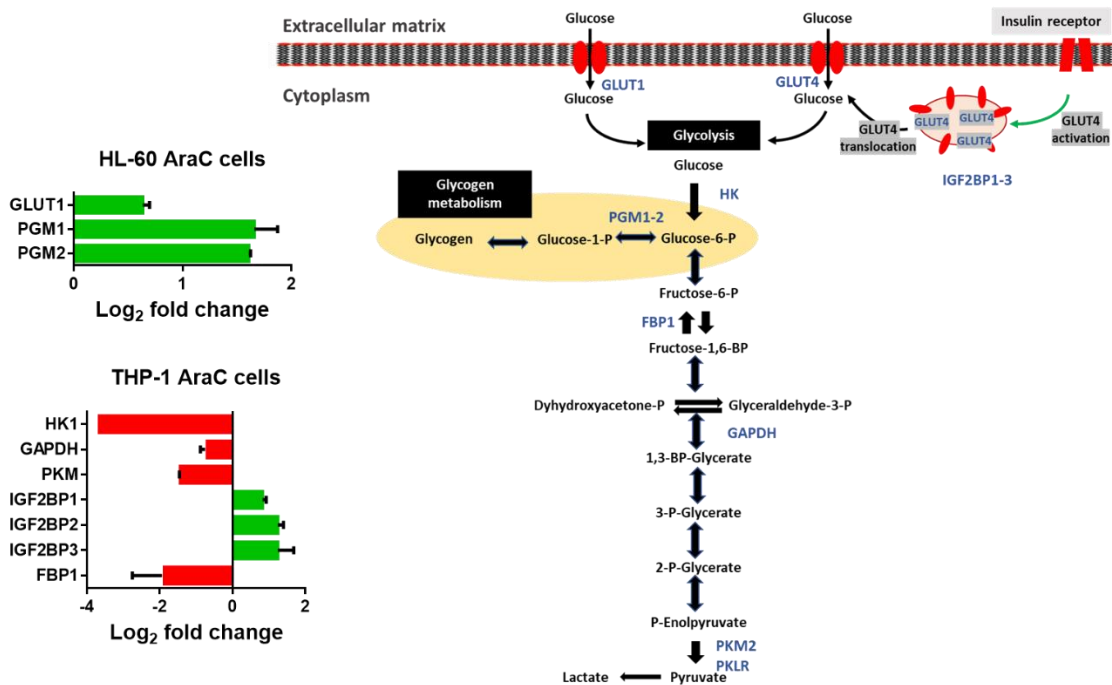 HL-60 AraC cells
GLUT1
PGM1
PGM2
0
1
2
Log₂ fold change
THP-1 AraC cells
HK1
GAPDH
PKM
IGF2BP1
IGF2BP2
IGF2BP3
FBP1
-4
-2
0
2
Log₂ fold change
Extracellular matrix
Cytoplasm
Glucose
GLUT1
Glucose
Glucose
GLUT4
Glucose
Insulin receptor
GLUT4
GLUT4
GLUT4
GLUT4
translocation
GLUT4
activation
IGF2BP1-3
Glycolysis
Glucose
HK
Glycogen
metabolism
PGM1-2
Glycogen
Glucose-1-P
Glucose-6-P
Fructose-6-P
FBP1
Fructose-1,6-BP
Dyhydroxyacetone-P
Glyceraldehyde-3-P
GAPDH
1,3-BP-Glycerate
3-P-Glycerate
2-P-Glycerate
P-Enolpyruvate
PKM2
PKLR
Lactate
Pyruvate